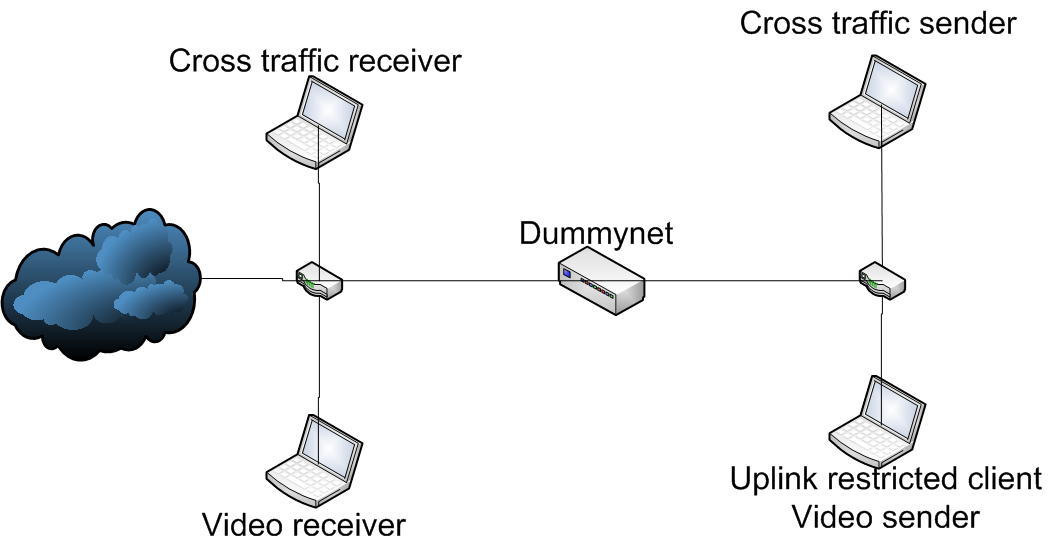 Cross traffic sender
Cross traffic receiver
Dummynet
Uplink restricted client
Video sender
Video receiver